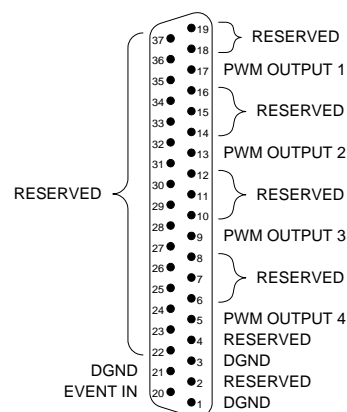 19
37 RESERVED
18
36
17 PWM OUTPUT 1
35
16
34
15 RESERVED
33
14
32
13 PWM OUTPUT 2
31
12
30
RESERVED 11 RESERVED
29
10
28
9 PWM OUTPUT 3
27
8
26
7 RESERVED
25
6
24
5 PWM OUTPUT 4
23
4 RESERVED
22
3 DGND
DGND 21
2 RESERVED
EVENT IN 20
1 DGND